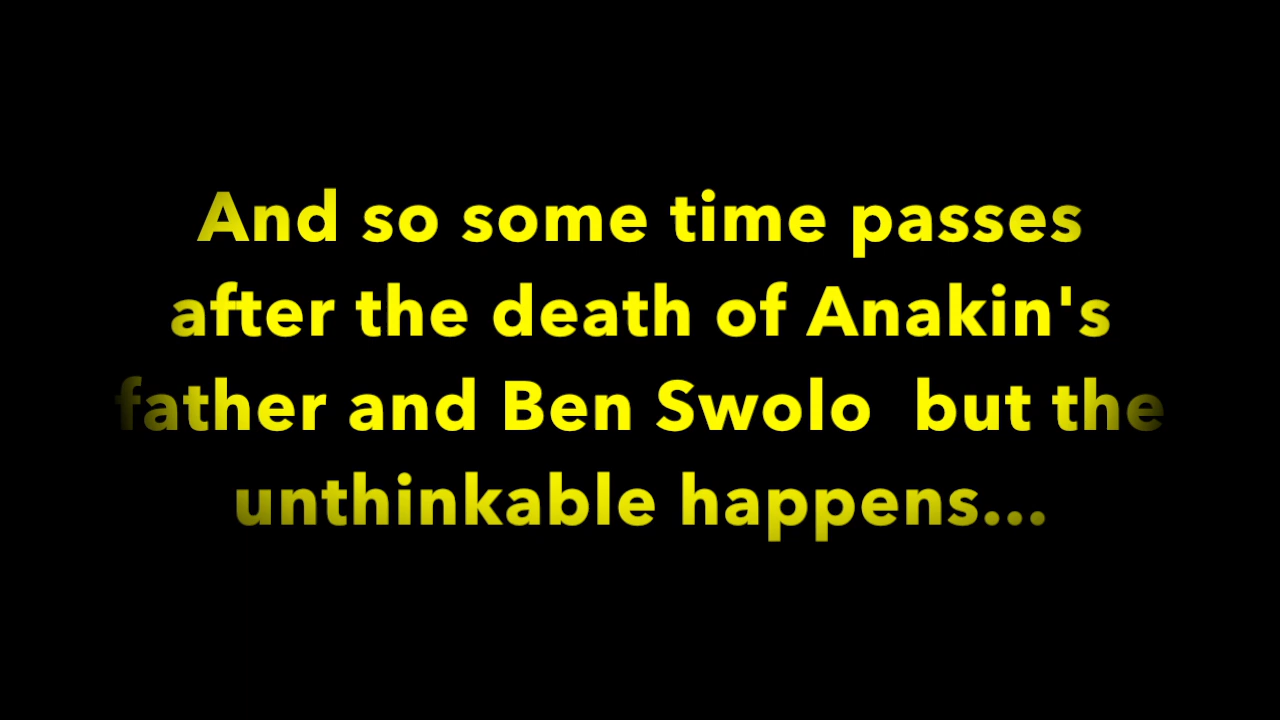 And so some time passes
after the death of Anakin's
father and Ben Swolo  but the
unthinkable happens...